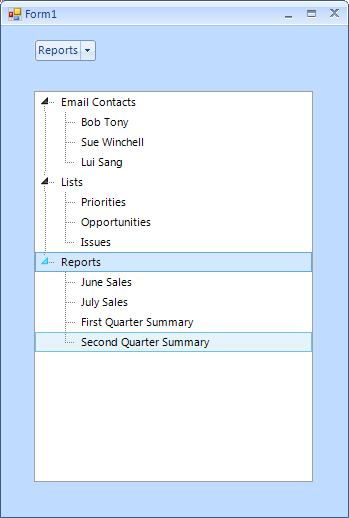 Form1
Reports
Email Contacts
Bob Tony
Sue Winchell
Lui Sang
Lists
Priorities
Opportunities
Issues
Reports
June Sales
July Sales
First Quarter Summary
Second Quarter Summary